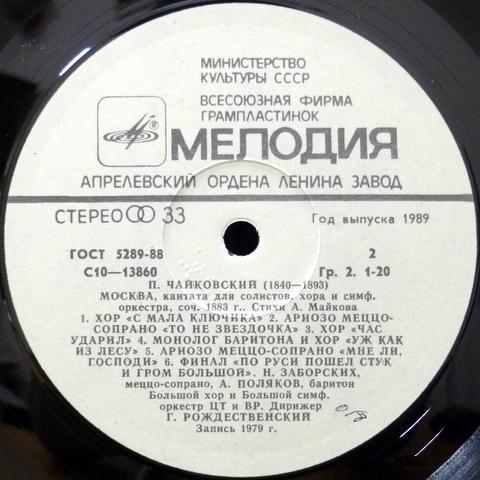 МИНИСТЕРСТВО
КУЛЬТУРЫ СССР
ВСЕСОЮЗНАЯ ФИРМА
ГРАМПЛАСТИНОК
® МЕЛОДИЯ
АПРЕЛЕВСКИЙ ОРДЕНА ЛЕНИНА ЗАВОД
СТЕРЕО 33 Год выпуска 1989
ГОСТ 5289-88 2
С10—13860 Гр. 2. 1-20
П. ЧАЙКОВСКИЙ (1840—1893)
МОСКВА, кантата для солистов, хора и симф.
оркестра, соч. 1883 г.. Стихи А. Майкова
1. ХОР «С МАЛА КЛЮЧИКА» 2. АРИОЗО МЕЦЦО-
СОПРАНО «ТО НЕ ЗВЕЗДОЧКА» 3. ХОР «ЧАС
УДАРИЛ» 4. МОНОЛОГ БАРИТОНА И ХОР «УЖ КАК
ИЗ ЛЕСУ» 5. АРИОЗО МЕЦЦО-СОПРАНО «МНЕ ЛИ,
ГОСПОДИ» 6. ФИНАЛ «ПО РУСИ ПОШЕЛ СТУК
И ГРОМ БОЛЬШОЙ». Н. ЗАБОРСКИХ,
меццо-сопрано, А. ПОЛЯКОВ, баритон
Большой хор и Большой симф.
оркестр ЦТ и ВР. Дирижер
Г. РОЖДЕСТВЕНСКИЙ
Запись 1979 г.